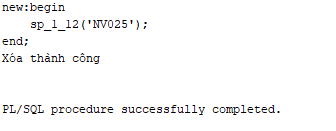 new:begin
    sp_1_12('NV025');
end;
Xóa thành công
PL/SQL procedure successfully completed.